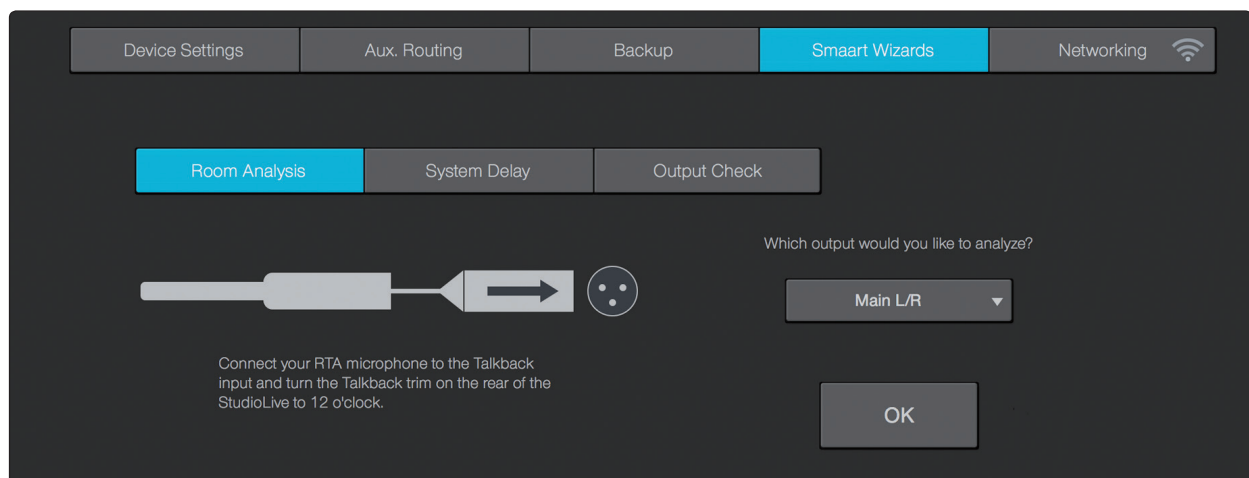 Device Settings
Aux. Routing
Backup
Smaart Wizards
Networking
Room Analysis
System Delay
Output Check
Which output would you like to analyze?
Main L/R
Connect your RTA microphone to the Talkback
input and turn the Talkback trim on the rear of the
StudioLive to 12 o'clock.
OK